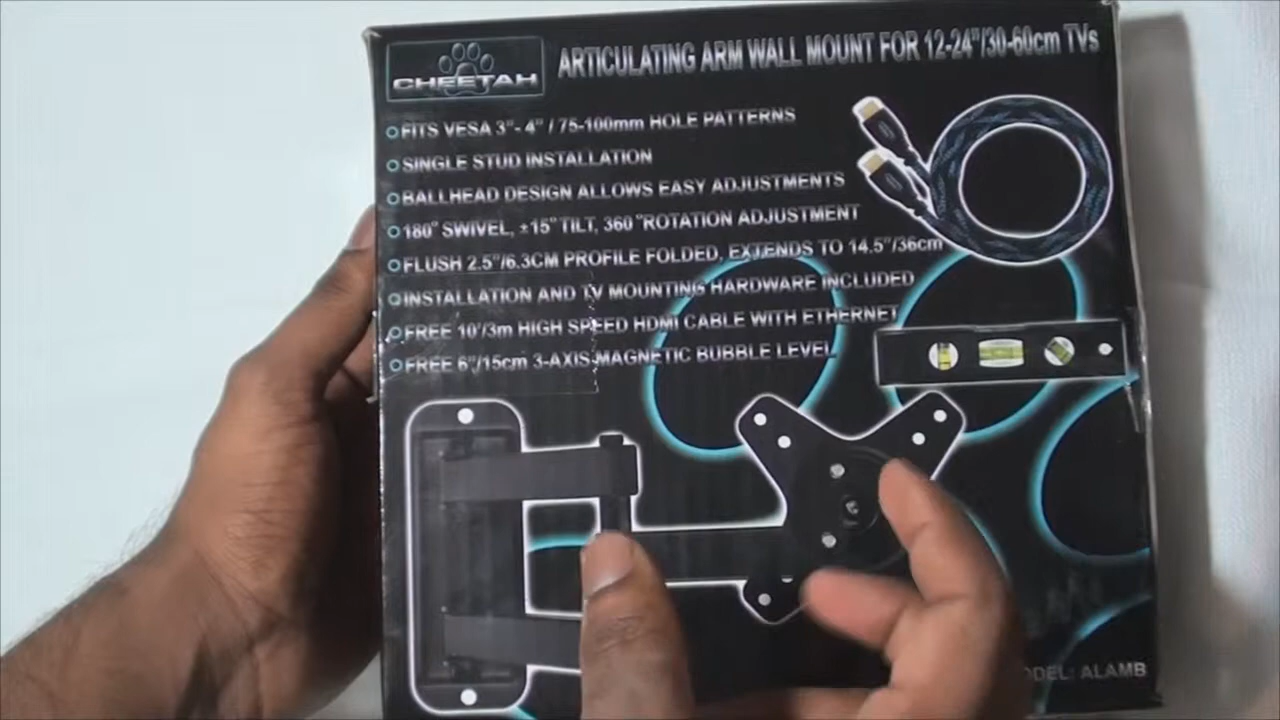 CHEETAH
ARTICULATING ARM WALL MOUNT FOR 12-24"/30-60cm TVs
FITS VESA 3"- 4" / 75-100mm HOLE PATTERNS
SINGLE STUD INSTALLATION
BALLHEAD DESIGN ALLOWS EASY ADJUSTMENTS
180° SWIVEL, ±15° TILT, 360 °ROTATION ADJUSTMENT
FLUSH 2.5"/6.3CM PROFILE FOLDED, EXTENDS TO 14.5"/36cm
INSTALLATION AND TV MOUNTING HARDWARE INCLUDED
FREE 10'/3m HIGH SPEED HDMI CABLE WITH ETHERNET
FREE 6"/15cm 3-AXIS MAGNETIC BUBBLE LEVEL
ALAMB